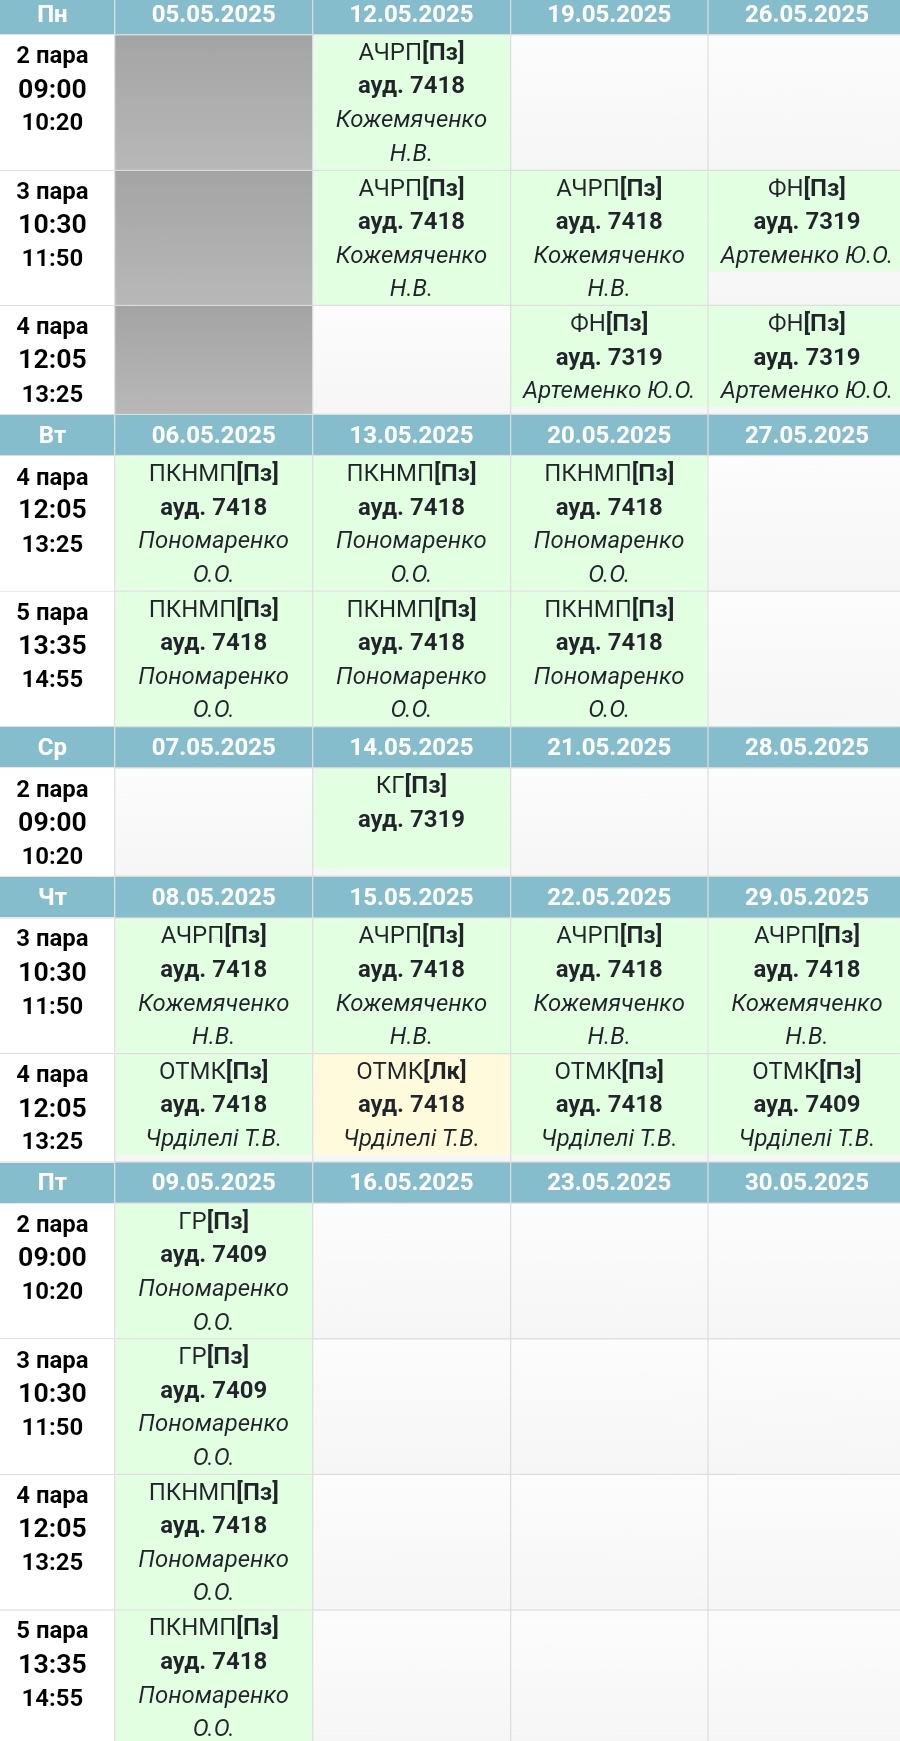 Пн 05.05.2025 12.05.2025 19.05.2025 26.05.2025
2 пара
09:00
10:20
АЧРП[Пз]
ауд. 7418
Кожемяченко
Н.В.
3 пара
10:30
11:50
АЧРП[Пз]
ауд. 7418
Кожемяченко
Н.В.
АЧРП[Пз]
ауд. 7418
Кожемяченко
Н.В.
ФН[Пз]
ауд. 7319
Артеменко Ю.О.
4 пара
12:05
13:25
ФН[Пз]
ауд. 7319
Артеменко Ю.О.
ФН[Пз]
ауд. 7319
Артеменко Ю.О.
Вт 06.05.2025 13.05.2025 20.05.2025 27.05.2025
4 пара
12:05
13:25
ПКНМП[Пз]
ауд. 7418
Пономаренко
О.О.
ПКНМП[Пз]
ауд. 7418
Пономаренко
О.О.
ПКНМП[Пз]
ауд. 7418
Пономаренко
О.О.
5 пара
13:35
14:55
ПКНМП[Пз]
ауд. 7418
Пономаренко
О.О.
ПКНМП[Пз]
ауд. 7418
Пономаренко
О.О.
ПКНМП[Пз]
ауд. 7418
Пономаренко
О.О.
Ср 07.05.2025 14.05.2025 21.05.2025 28.05.2025
2 пара
09:00
10:20
КГ[Пз]
ауд. 7319
Чт 08.05.2025 15.05.2025 22.05.2025 29.05.2025
3 пара
10:30
11:50
АЧРП[Пз]
ауд. 7418
Кожемяченко
Н.В.
АЧРП[Пз]
ауд. 7418
Кожемяченко
Н.В.
АЧРП[Пз]
ауд. 7418
Кожемяченко
Н.В.
АЧРП[Пз]
ауд. 7418
Кожемяченко
Н.В.
4 пара
12:05
13:25
ОТМК[Пз]
ауд. 7418
Чрділелі Т.В.
ОТМК[Лк]
ауд. 7418
Чрділелі Т.В.
ОТМК[Пз]
ауд. 7418
Чрділелі Т.В.
ОТМК[Пз]
ауд. 7409
Чрділелі Т.В.
Пт 09.05.2025 16.05.2025 23.05.2025 30.05.2025
2 пара
09:00
10:20
ГР[Пз]
ауд. 7409
Пономаренко
О.О.
3 пара
10:30
11:50
ГР[Пз]
ауд. 7409
Пономаренко
О.О.
4 пара
12:05
13:25
ПКНМП[Пз]
ауд. 7418
Пономаренко
О.О.
5 пара
13:35
14:55
ПКНМП[Пз]
ауд. 7418
Пономаренко
О.О.